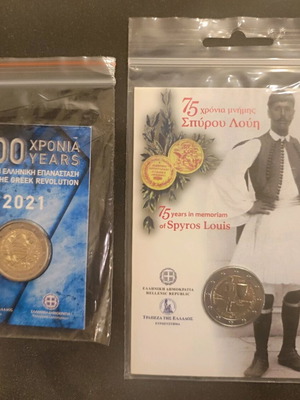 00 ΧΡΟΝΙΑ
YEARS
Η ΕΛΛΗΝΙΚΗ ΕΠΑΝΑΣΤΑΣΗ
THE GREEK REVOLUTION
2021
75 χρόνια μνήμης
Σπύρου Λούη
75 years in memoriam
of Spyros Louis
ΕΛΛΗΝΙΚΗ ΔΗΜΟΚΡΑΤΙΑ
HELLENIC REPUBLIC
ΤΡΑΠΕΖΑ ΤΗΣ ΕΛΛΑΔΟΣ
ΕΥΡΩΣΥΣΤΗΜΑ